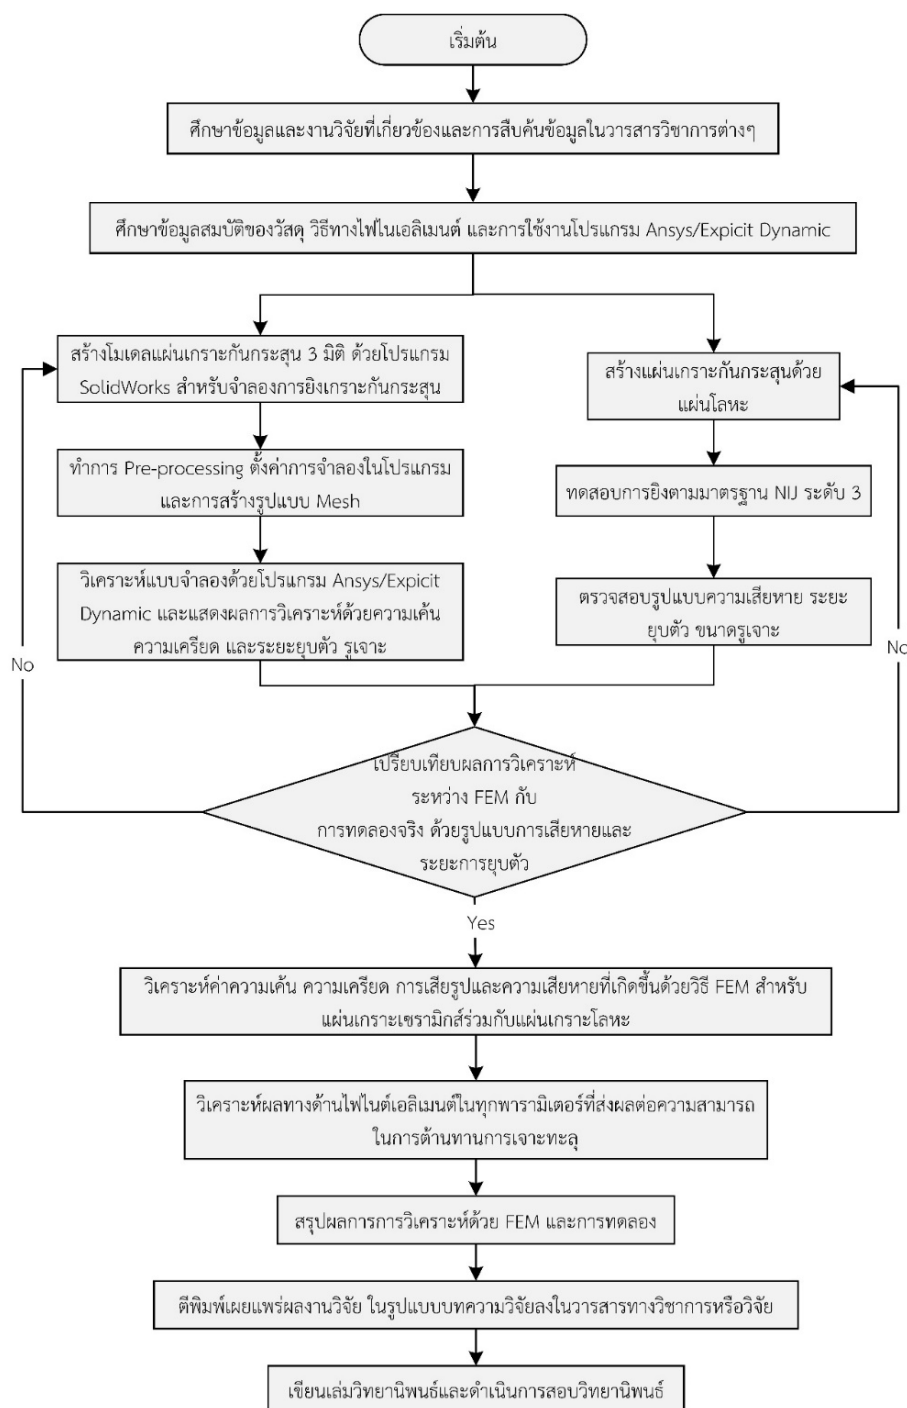 เริ่มต้น
ศึกษาข้อมูลและงานวิจัยที่เกี่ยวข้องและการสืบค้นข้อมูลในวารสารวิชาการต่างๆ
ศึกษาข้อมูลสมบัติของวัสดุ วิธีทางไฟไนเอลิเมนต์ และการใช้งานโปรแกรม Ansys/Expicit Dynamic
สร้างโมเดลแผ่นเกราะกันกระสุน 3 มิติ ด้วยโปรแกรม
SolidWorks สำหรับจำลองการยิงเกราะกันกระสุน
ทำการ Pre-processing ตั้งค่าการจำลองในโปรแกรม
และการสร้างรูปแบบ Mesh
วิเคราะห์แบบจำลองด้วยโปรแกรม Ansys/Expicit
Dynamic และแสดงผลการวิเคราะห์ด้วยความเค้น
ความเครียด และระยะยุบตัว รูเจาะ
No
สร้างแผ่นเกราะกันกระสุนด้วย
แผ่นโลหะ
ทดสอบการยิงตามมาตรฐาน NIJ ระดับ 3
ตรวจสอบรูปแบบความเสียหาย ระยะ
ยุบตัว ขนาดรูเจาะ
No
เปรียบเทียบผลการวิเคราะห์
ระหว่าง FEM กับ
การทดลองจริง ด้วยรูปแบบการเสียหายและ
ระยะการยุบตัว
Yes
วิเคราะห์ค่าความเค้น ความเครียด การเสียรูปและความเสียหายที่เกิดขึ้นด้วยวิธี FEM สำหรับ
แผ่นเกราะเซรามิกส์ร่วมกับแผ่นเกราะโลหะ
วิเคราะห์ผลทางด้านไฟไนต์เอลิเมนต์ในทุกพารามิเตอร์ที่ส่งผลต่อความสามารถ
ในการต้านทานการเจาะทะลุ
สรุปผลการการวิเคราะห์ด้วย FEM และการทดลอง
ตีพิมพ์เผยแพร่ผลงานวิจัย ในรูปแบบบทความวิจัยลงในวารสารทางวิชาการหรือวิจัย
เขียนเล่มวิทยานิพนธ์และดำเนินการสอบวิทยานิพนธ์